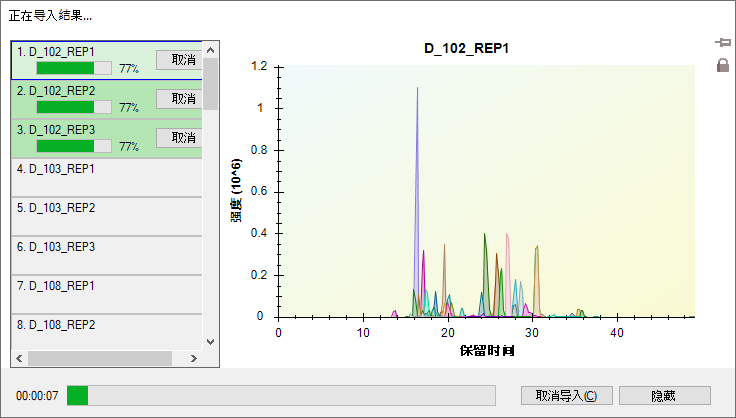 正在导入结果...
1. D_102_REP1
77%
取消
2. D_102_REP2
77%
取消
3. D_102_REP3
77%
取消
4. D_103_REP1
5. D_103_REP2
6. D_103_REP3
7. D_108_REP1
8. D_108_REP2
D_102_REP1
强度 (10^6)
1.2
1
0.8
0.6
0.4
0.2
0
0 10 20 30 40
保留时间
00:00:07
取消导入(C)
隐藏